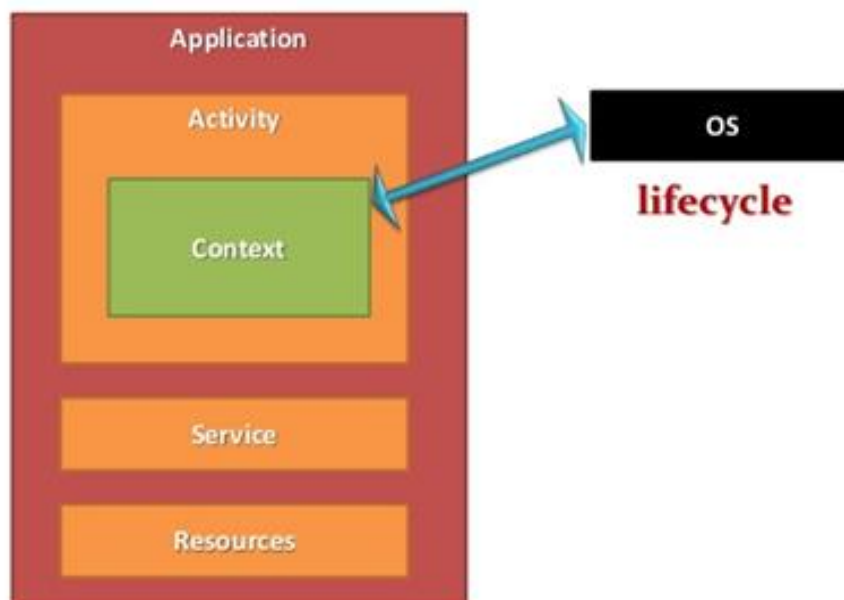 Application
Activity
Context
Service
Resources
OS
lifecycle